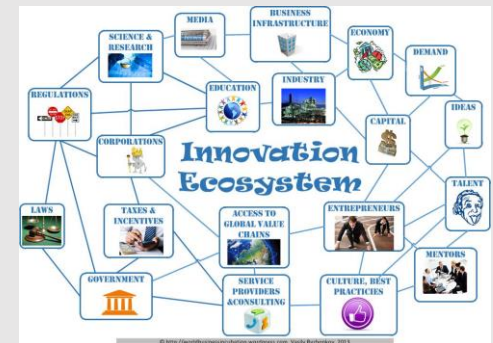 MEDIA
BUSINESS
INFRASTRUCTURE
SCIENCE &
RESEARCH
ECONOMY
DEMAND
REGULATIONS
EDUCATION
INDUSTRY
IDEAS
CAPITAL
CORPORATIONS
Innovation
Ecosystem
TALENT
LAWS
TAXES &
INCENTIVES
ACCESS TO
GLOBAL VALUE
CHAINS
ENTREPRENEURS
MENTORS
GOVERNMENT
SERVICE
PROVIDERS
&CONSULTING
CULTURE, BEST
PRACTICIES